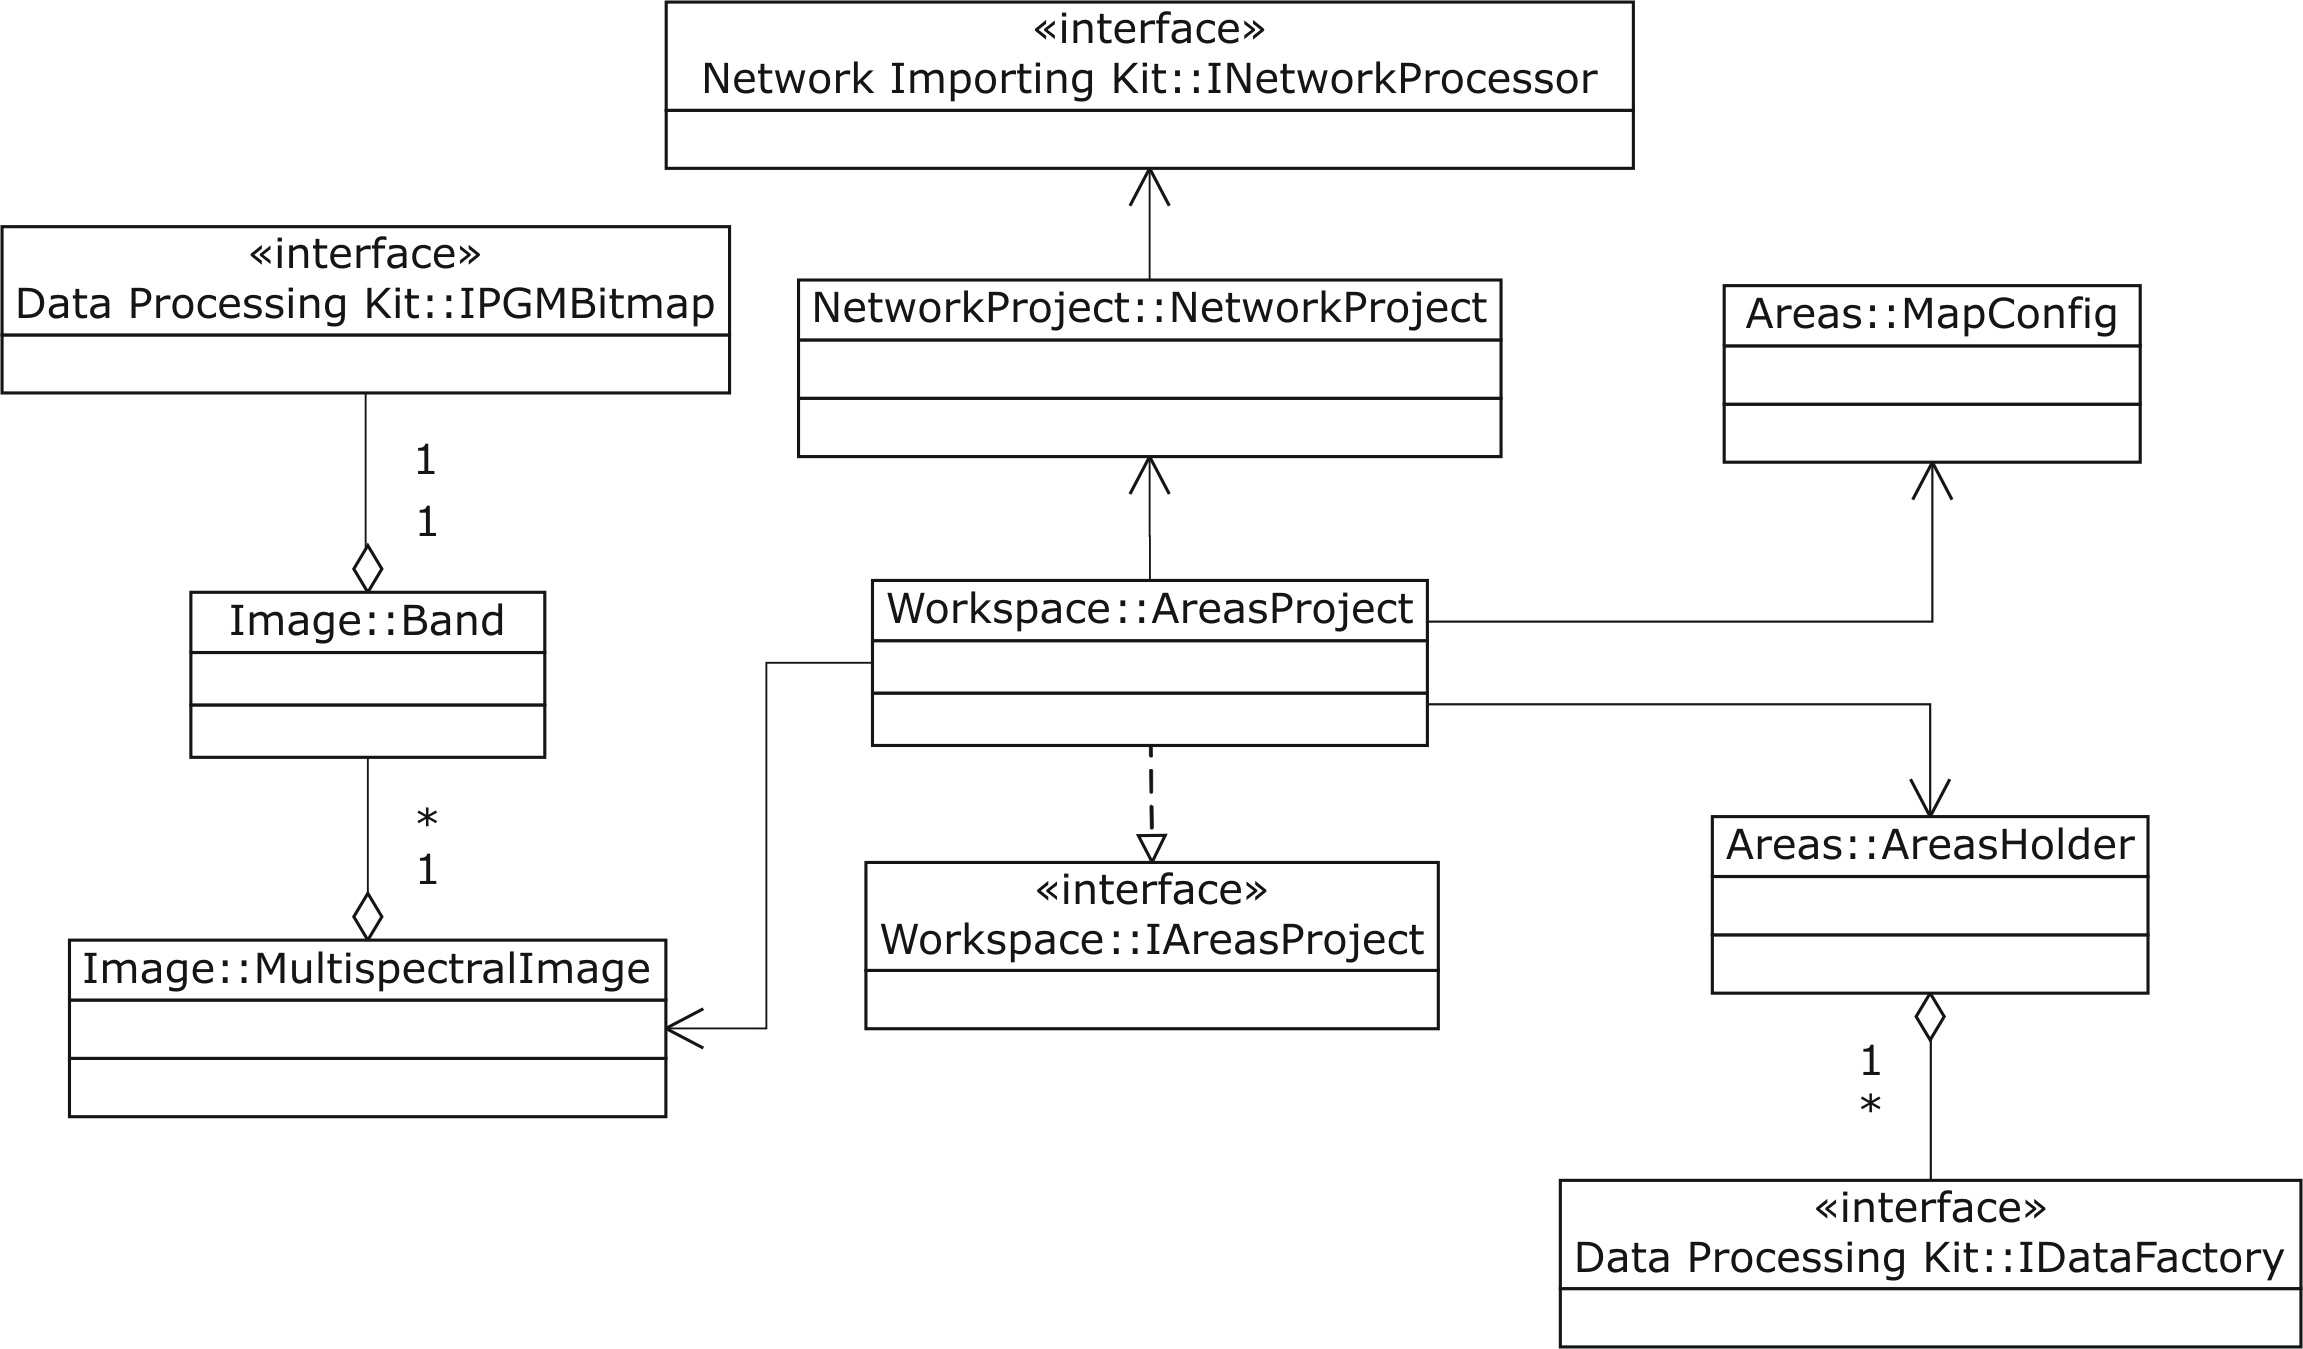 «interface»
Network Importing Kit::INetworkProcessor
«interface»
Data Processing Kit::IPGMBitmap
NetworkProject::NetworkProject
Areas::MapConfig
1
1
Image::Band
Workspace::AreasProject
*
1
Areas::AreasHolder
«interface»
Workspace::IAreasProject
Image::MultispectralImage
1
*
«interface»
Data Processing Kit::IDataFactory